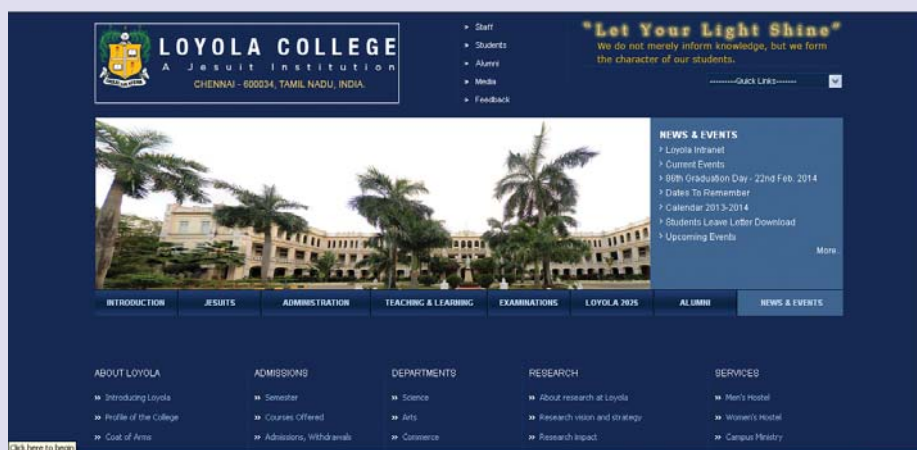 LOYOLA COLLEGE
A Jesuit Institution
CHENNAI - 600034, TAMIL NADU, INDIA.
» Staff
» Students
» Alumni
» Media
» Feedback
"Let Your Light Shine"
We do not merely inform knowledge, but we form
the character of our students.
--------Quick Links-------
NEWS & EVENTS
> Loyola Intranet
> Current Events
> Graduation Day - 22nd Feb. 2014
> Dates To Remember
> Calendar 2013-2014
> Students Leave Letter Download
> Upcoming Events
More.
INTRODUCTION JESUITS ADMINISTRATION TEACHING & LEARNING EXAMINATIONS LOYOLA 2025 ALUMNI NEWS & EVENTS
ABOUT LOYOLA
» Introducing Loyola
» Profile of the College
» Coat of Arms
ADMISSIONS
» Semester
» Courses Offered
» Admissions, Withdrawals
DEPARTMENTS
» Science
» Arts
» Commerce
RESEARCH
» About research at Loyola
» Research vision and strategy
» Research Impact
SERVICES
» Men's Hostel
» Women's Hostel
» Campus Ministry
Click here to begin